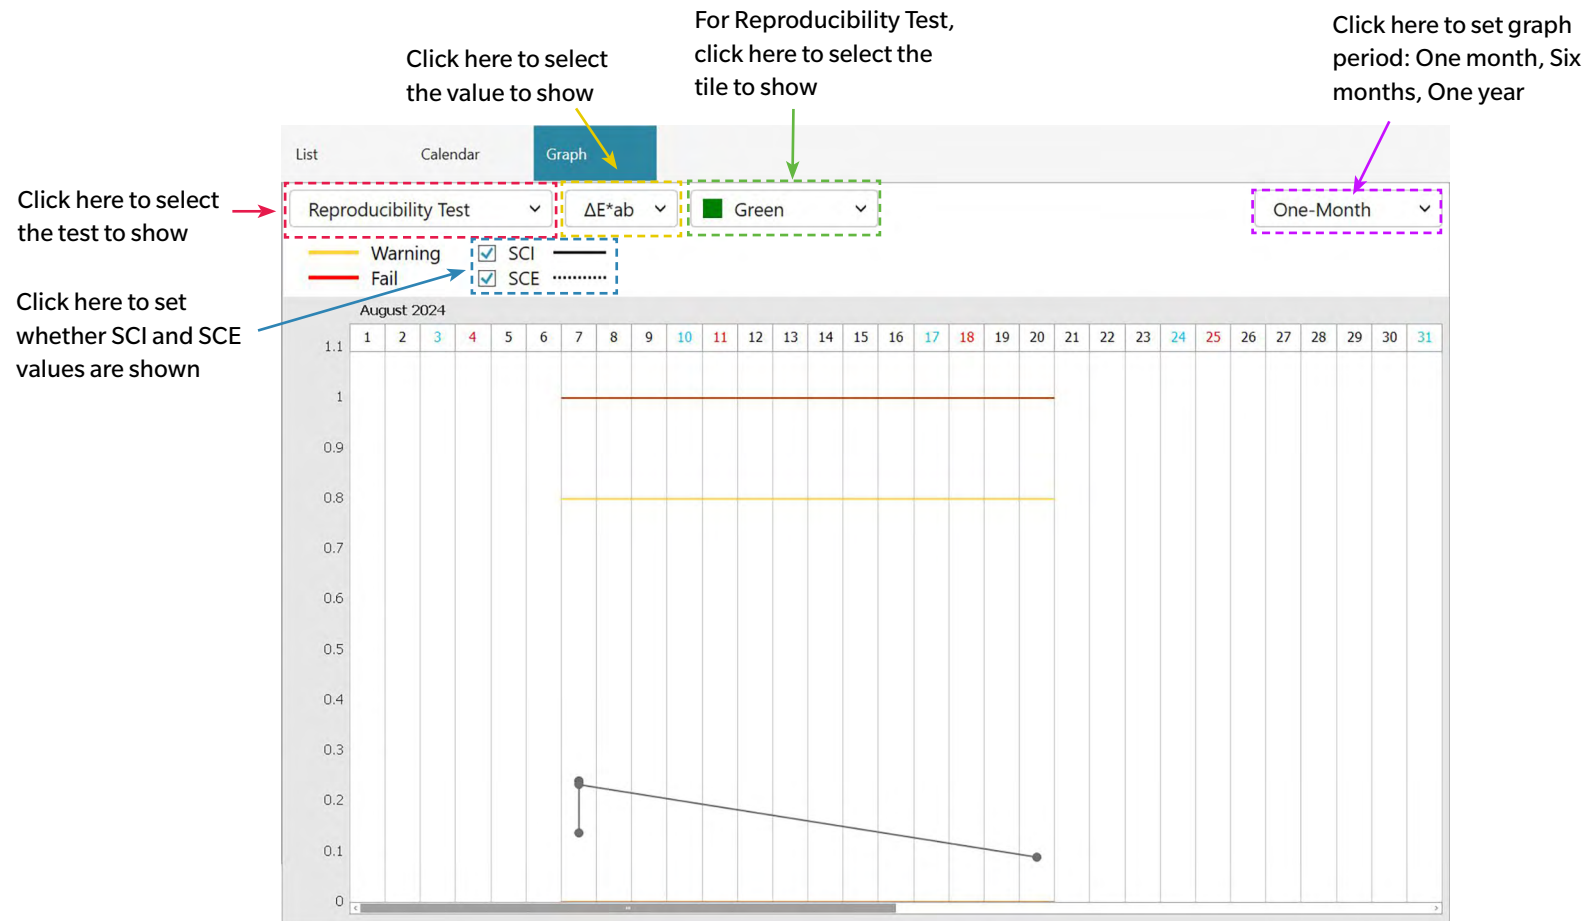 For Reproducibility Test,
click here to select the
tile to show
Click here to set graph
period: One month, Six
months, One year
Click here to select
the value to show
List
Calendar
Graph
Click here to select
the test to show
Reproducibility Test
ΔE*ab
Green
One-Month
Warning
SCI
Fail
SCE
Click here to set
whether SCI and SCE
values are shown
August 2024
1 2 3 4 5 6 7 8 9 10 11 12 13 14 15 16 17 18 19 20 21 22 23 24 25 26 27 28 29 30 31
1.1
1
0.9
0.8
0.7
0.6
0.5
0.4
0.3
0.2
0.1
0